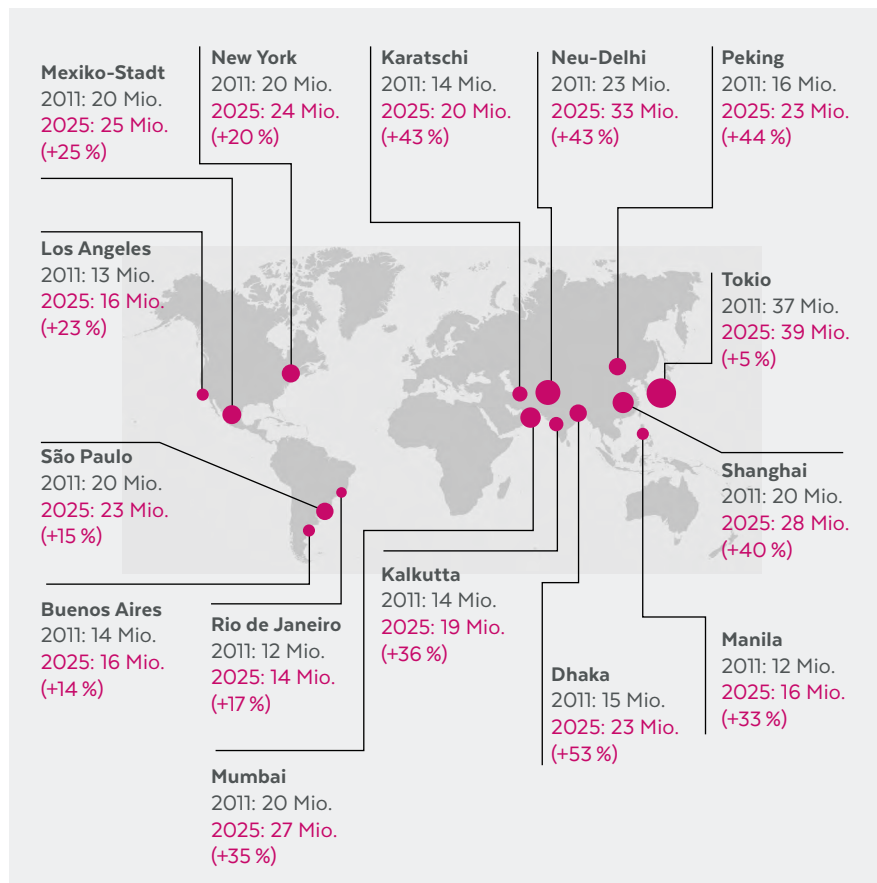 Mexiko-Stadt
2011: 20 Mio.
2025: 25 Mio.
(+25 %)
New York
2011: 20 Mio.
2025: 24 Mio.
(+20 %)
Karatschi
2011: 14 Mio.
2025: 20 Mio.
(+43 %)
Neu-Delhi
2011: 23 Mio.
2025: 33 Mio.
(+43 %)
Peking
2011: 16 Mio.
2025: 23 Mio.
(+44 %)
Los Angeles
2011: 13 Mio.
2025: 16 Mio.
(+23 %)
Tokio
2011: 37 Mio.
2025: 39 Mio.
(+5 %)
São Paulo
2011: 20 Mio.
2025: 23 Mio.
(+15 %)
Shanghai
2011: 20 Mio.
2025: 28 Mio.
(+40 %)
Buenos Aires
2011: 14 Mio.
2025: 16 Mio.
(+14 %)
Rio de Janeiro
2011: 12 Mio.
2025: 14 Mio.
(+17 %)
Kalkutta
2011: 14 Mio.
2025: 19 Mio.
(+36 %)
Dhaka
2011: 15 Mio.
2025: 23 Mio.
(+53 %)
Manila
2011: 12 Mio.
2025: 16 Mio.
(+33 %)
Mumbai
2011: 20 Mio.
2025: 27 Mio.
(+35 %)